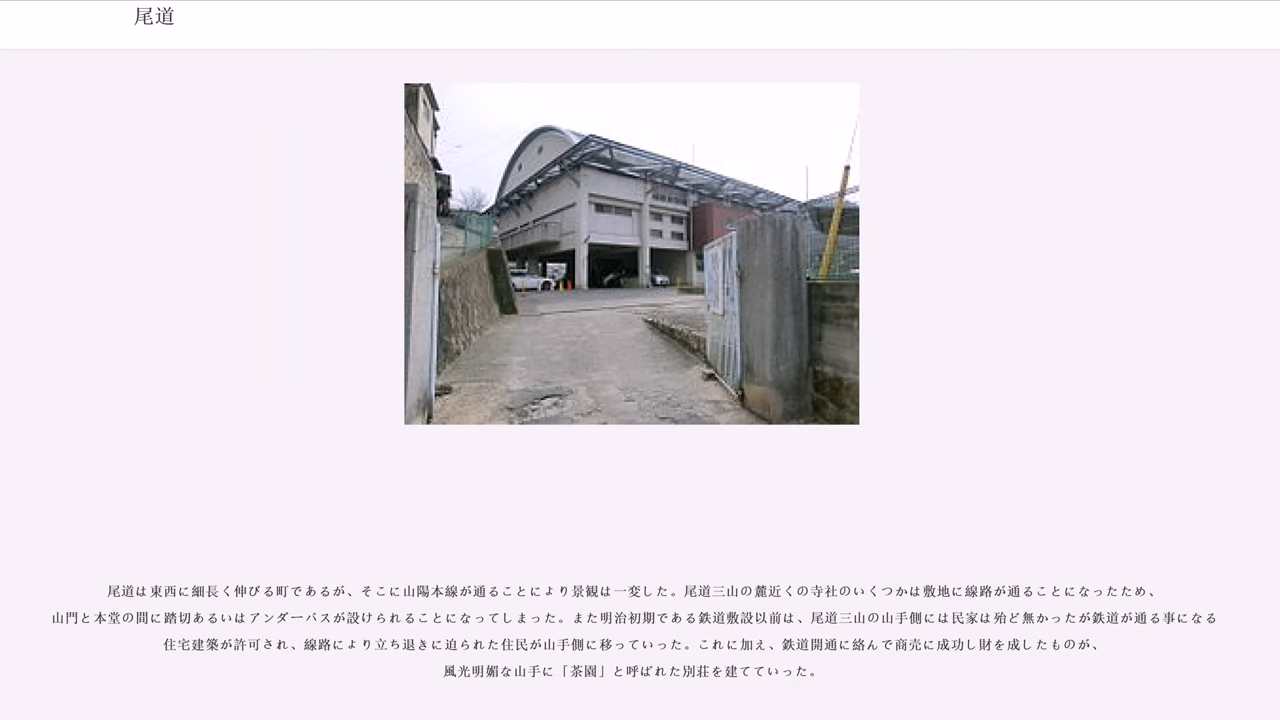 尾道
尾道は東西に細長く伸びる町であるが、そこに山陽本線が通ることにより景観は一変した。尾道三山の麓近くの寺社のいくつかは敷地に線路が通ることになったため、
山門と本堂の間に踏切あるいはアンダーパスが設けられることになってしまった。また明治初期である鉄道敷設以前は、尾道三山の山手側には民家は殆ど無かったが鉄道が通る事になる
住宅建築が許可され、線路により立ち退きに迫られた住民が山手側に移っていった。これに加え、鉄道開通に絡んで商売に成功し財を成したものが、
風光明媚な山手に「茶園」と呼ばれた別荘を建てていった。